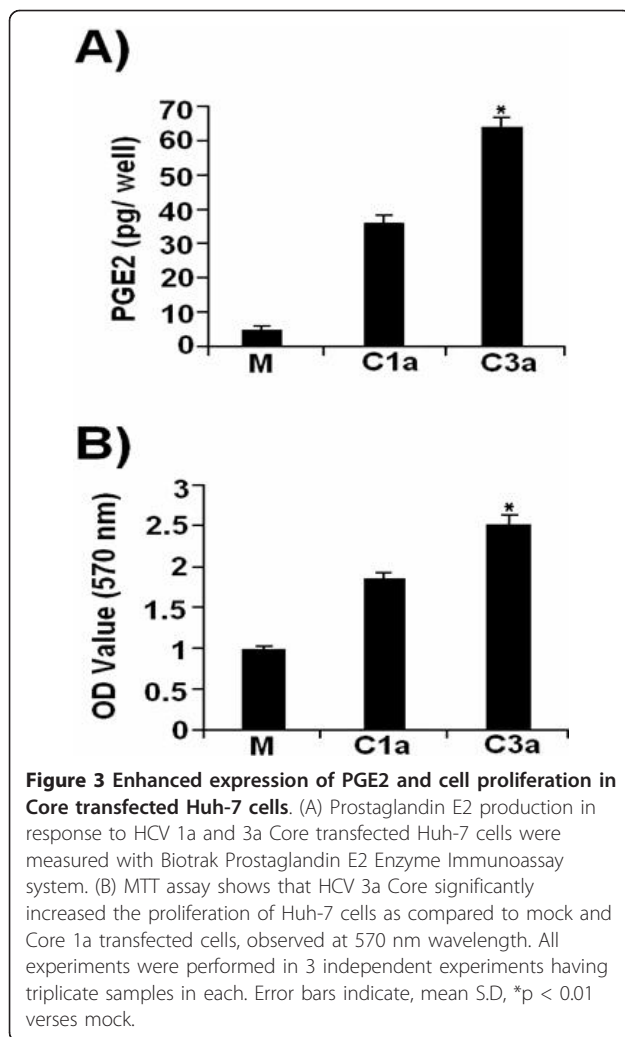 A)
PGE2 (pg/ well)
70
60
50
40
30
20
10
0
*
M C1a C3a
B)
OD Value (570 nm)
3
2.5
2
1.5
1
0.5
0
*
M C1a C3a
Figure 3 Enhanced expression of PGE2 and cell proliferation in
Core transfected Huh-7 cells. (A) Prostaglandin E2 production in
response to HCV 1a and 3a Core transfected Huh-7 cells were
measured with Biotrak Prostaglandin E2 Enzyme Immunoassay
system. (B) MTT assay shows that HCV 3a Core significantly
increased the proliferation of Huh-7 cells as compared to mock and
Core 1a transfected cells, observed at 570 nm wavelength. All
experiments were performed in 3 independent experiments having
triplicate samples in each. Error bars indicate, mean S.D, *p < 0.01
verses mock.